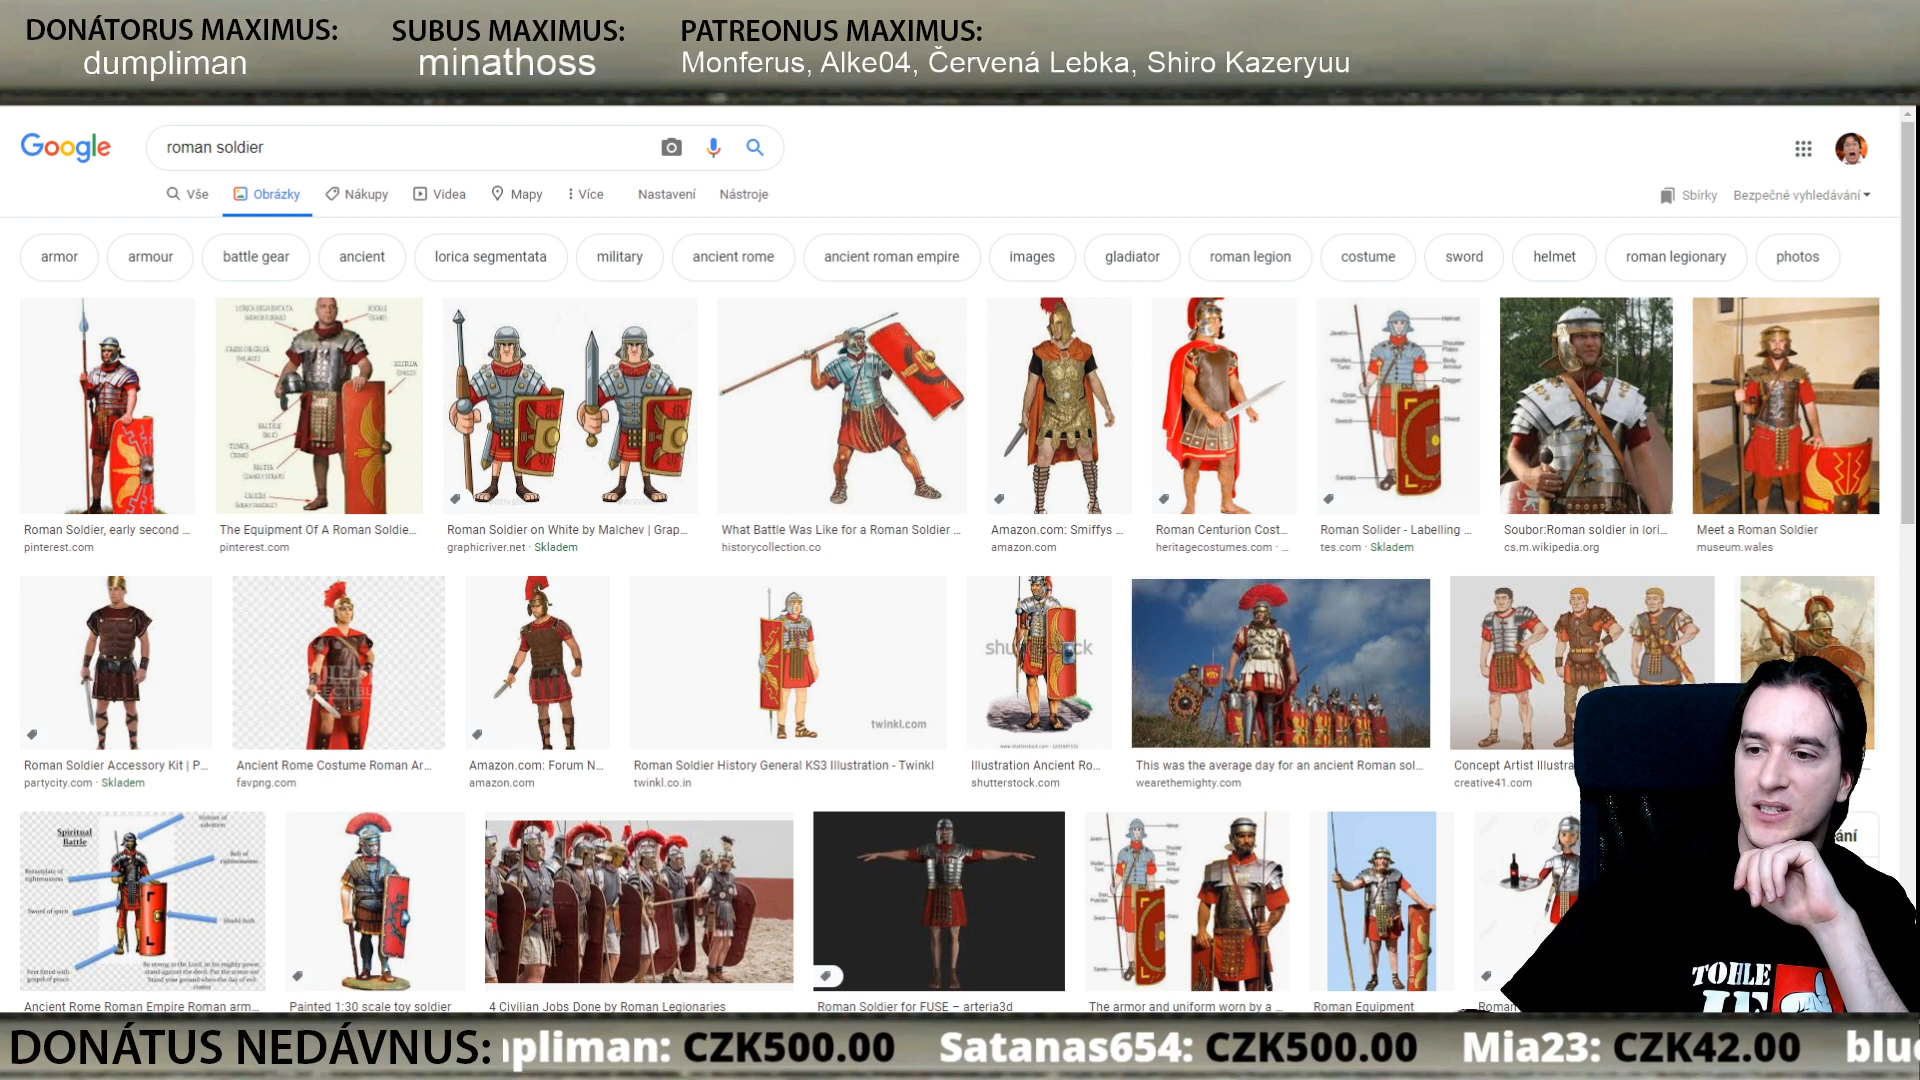 DONÁTORUS MAXIMUS:
dumpliman
SUBUS MAXIMUS:
minathoss
PATREONUS MAXIMUS:
Monferus, Alke04, Červená Lebka, Shiro Kazeryuu
Google
roman soldier
Vše
Obrázky
Nákupy
Videa
Mapy
Více
Nastavení
Nástroje
Sbírky
Bezpečné vyhledávání
armor
armour
battle gear
ancient
lorica segmentata
military
ancient rome
ancient roman empire
images
gladiator
roman legion
costume
sword
helmet
roman legionary
photos
Roman Soldier, early second ...
pinterest.com
The Equipment Of A Roman Soldie...
pinterest.com
Roman Soldier on White by Malchev | Grap...
graphicriver.net · Skladem
What Battle Was Like for a Roman Soldier ...
historycollection.co
Amazon.com: Smiffys ...
amazon.com
Roman Centurion Cost...
heritagecostumes.com · ...
Roman Solider - Labelling ...
tes.com · Skladem
Soubor:Roman soldier in lori...
cs.m.wikipedia.org
Meet a Roman Soldier
museum.wales
twinkl.com
shutterstock
Roman Soldier Accessory Kit | P...
partycity.com · Skladem
Ancient Rome Costume Roman Ar...
favpng.com
Amazon.com: Forum N...
amazon.com
Roman Soldier History General KS3 Illustration - Twinkl
twinkl.co.in
Illustration Ancient Ro...
shutterstock.com
This was the average day for an ancient Roman sol...
wearethemighty.com
Concept Artist Illustra
creative41.com
Spiritual
Battle
Ancient Rome Roman Empire Roman arm...
Painted 1:30 scale toy soldier
4 Civilian Jobs Done by Roman Legionaries
Roman Soldier for FUSE – arteria3d
The armor and uniform worn by a ...
Roman Equipment
Roman
ání
TOHLE
JE
DONÁTUS NEDÁVNUS:
pliman: CZK500.00
Satanas654: CZK500.00
Mia23: CZK42.00